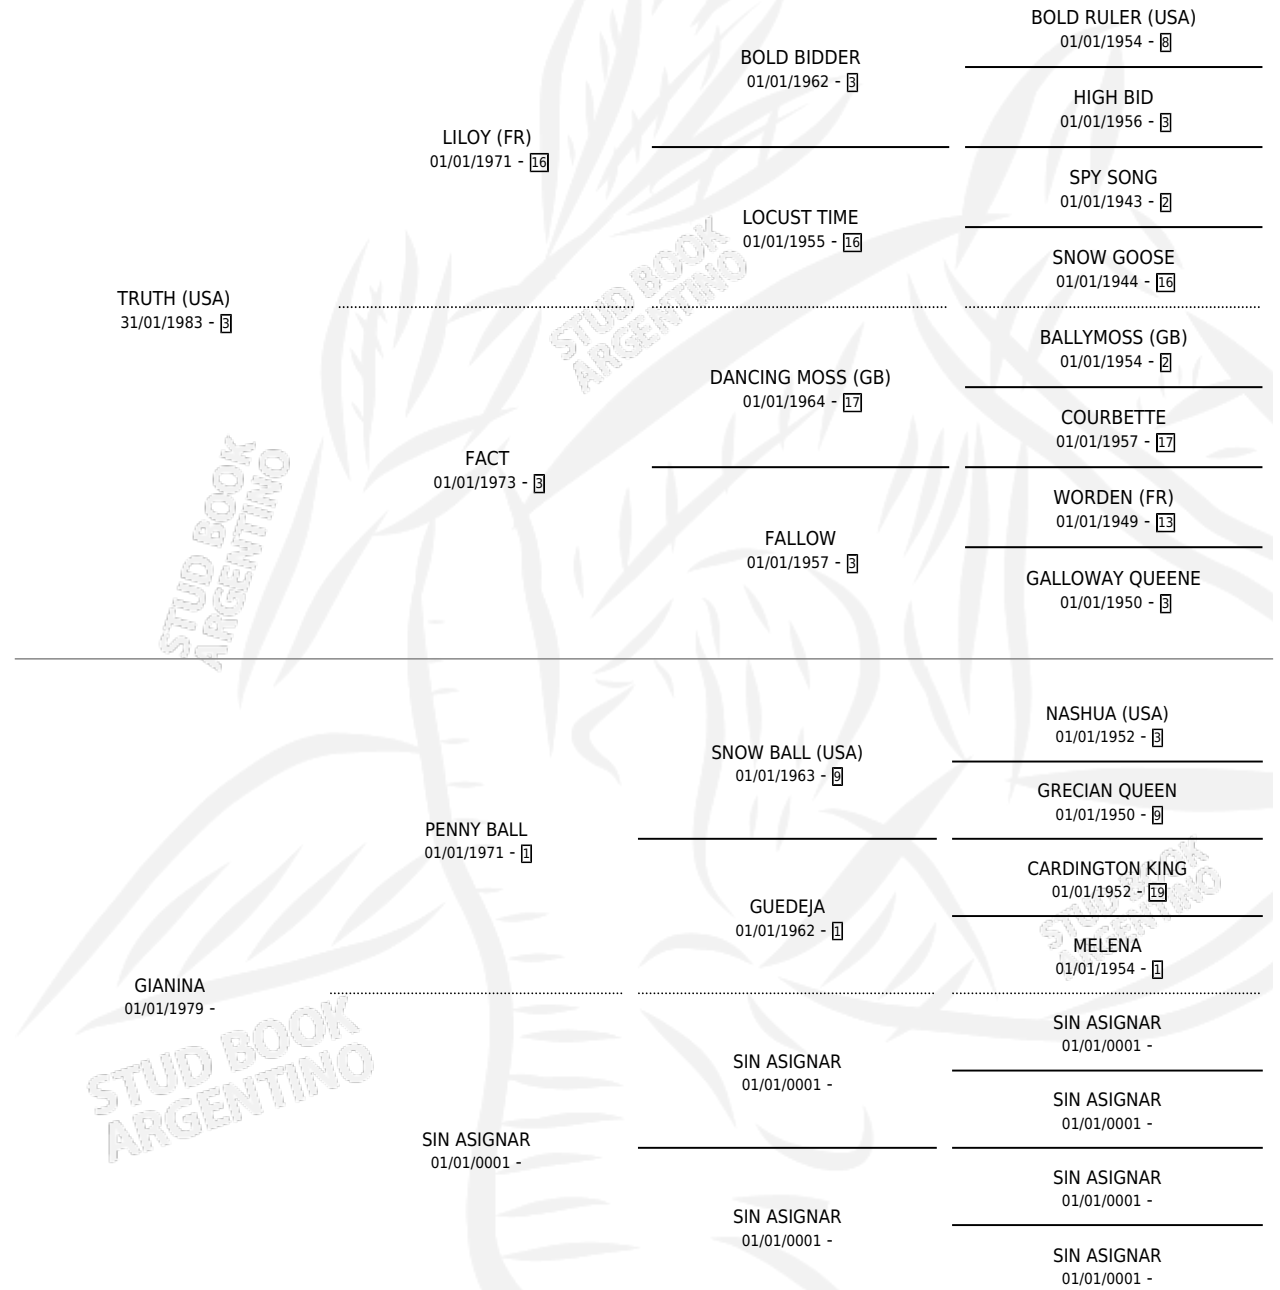 BOLD RULER (USA)
01/01/1954 - 8
BOLD BIDDER
01/01/1962 - 3
HIGH BID
01/01/1956 - 3
LILOY (FR)
01/01/1971 - 16
SPY SONG
01/01/1943 - 2
LOCUST TIME
01/01/1955 - 16
SNOW GOOSE
01/01/1944 - 16
TRUTH (USA)
31/01/1983 - 3
BALLYMOSS (GB)
01/01/1954 - 2
DANCING MOSS (GB)
01/01/1964 - 17
COURBETTE
01/01/1957 - 17
FACT
01/01/1973 - 3
WORDEN (FR)
01/01/1949 - 13
FALLOW
01/01/1957 - 3
GALLOWAY QUEENE
01/01/1950 - 3
NASHUA (USA)
01/01/1952 - 3
SNOW BALL (USA)
01/01/1963 - 9
GRECIAN QUEEN
01/01/1950 - 9
PENNY BALL
01/01/1971 - 1
CARDINGTON KING
01/01/1952 - 19
GUEDEJA
01/01/1962 - 1
MELENA
01/01/1954 - 1
GIANINA
01/01/1979 -
SIN ASIGNAR
01/01/0001 -
SIN ASIGNAR
01/01/0001 -
SIN ASIGNAR
01/01/0001 -
SIN ASIGNAR
01/01/0001 -
SIN ASIGNAR
01/01/0001 -
SIN ASIGNAR
01/01/0001 -
SIN ASIGNAR
01/01/0001 -
STUD BOOK
ARGENTINO
STUD BOOK
ARGENTINO
STUD BOOK
ARGENTINO
STUD BOOK
ARGENTINO